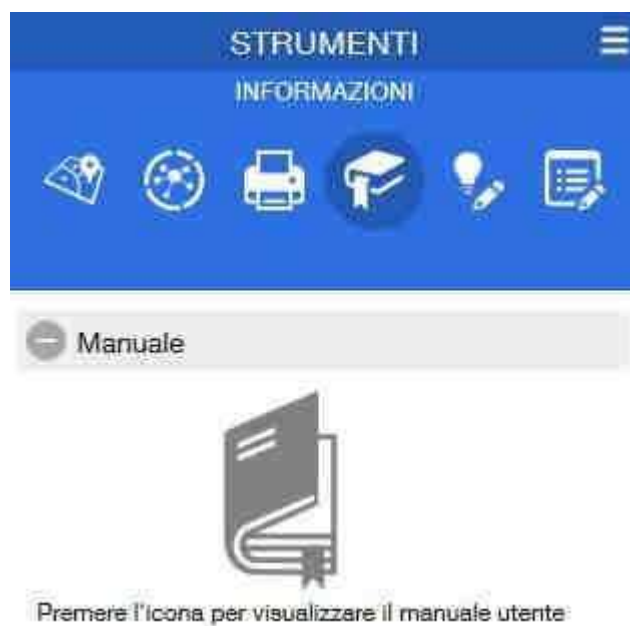 STRUMENTI
INFORMAZIONI
Manuale
Premere l'icona per visualizzare il manuale utente